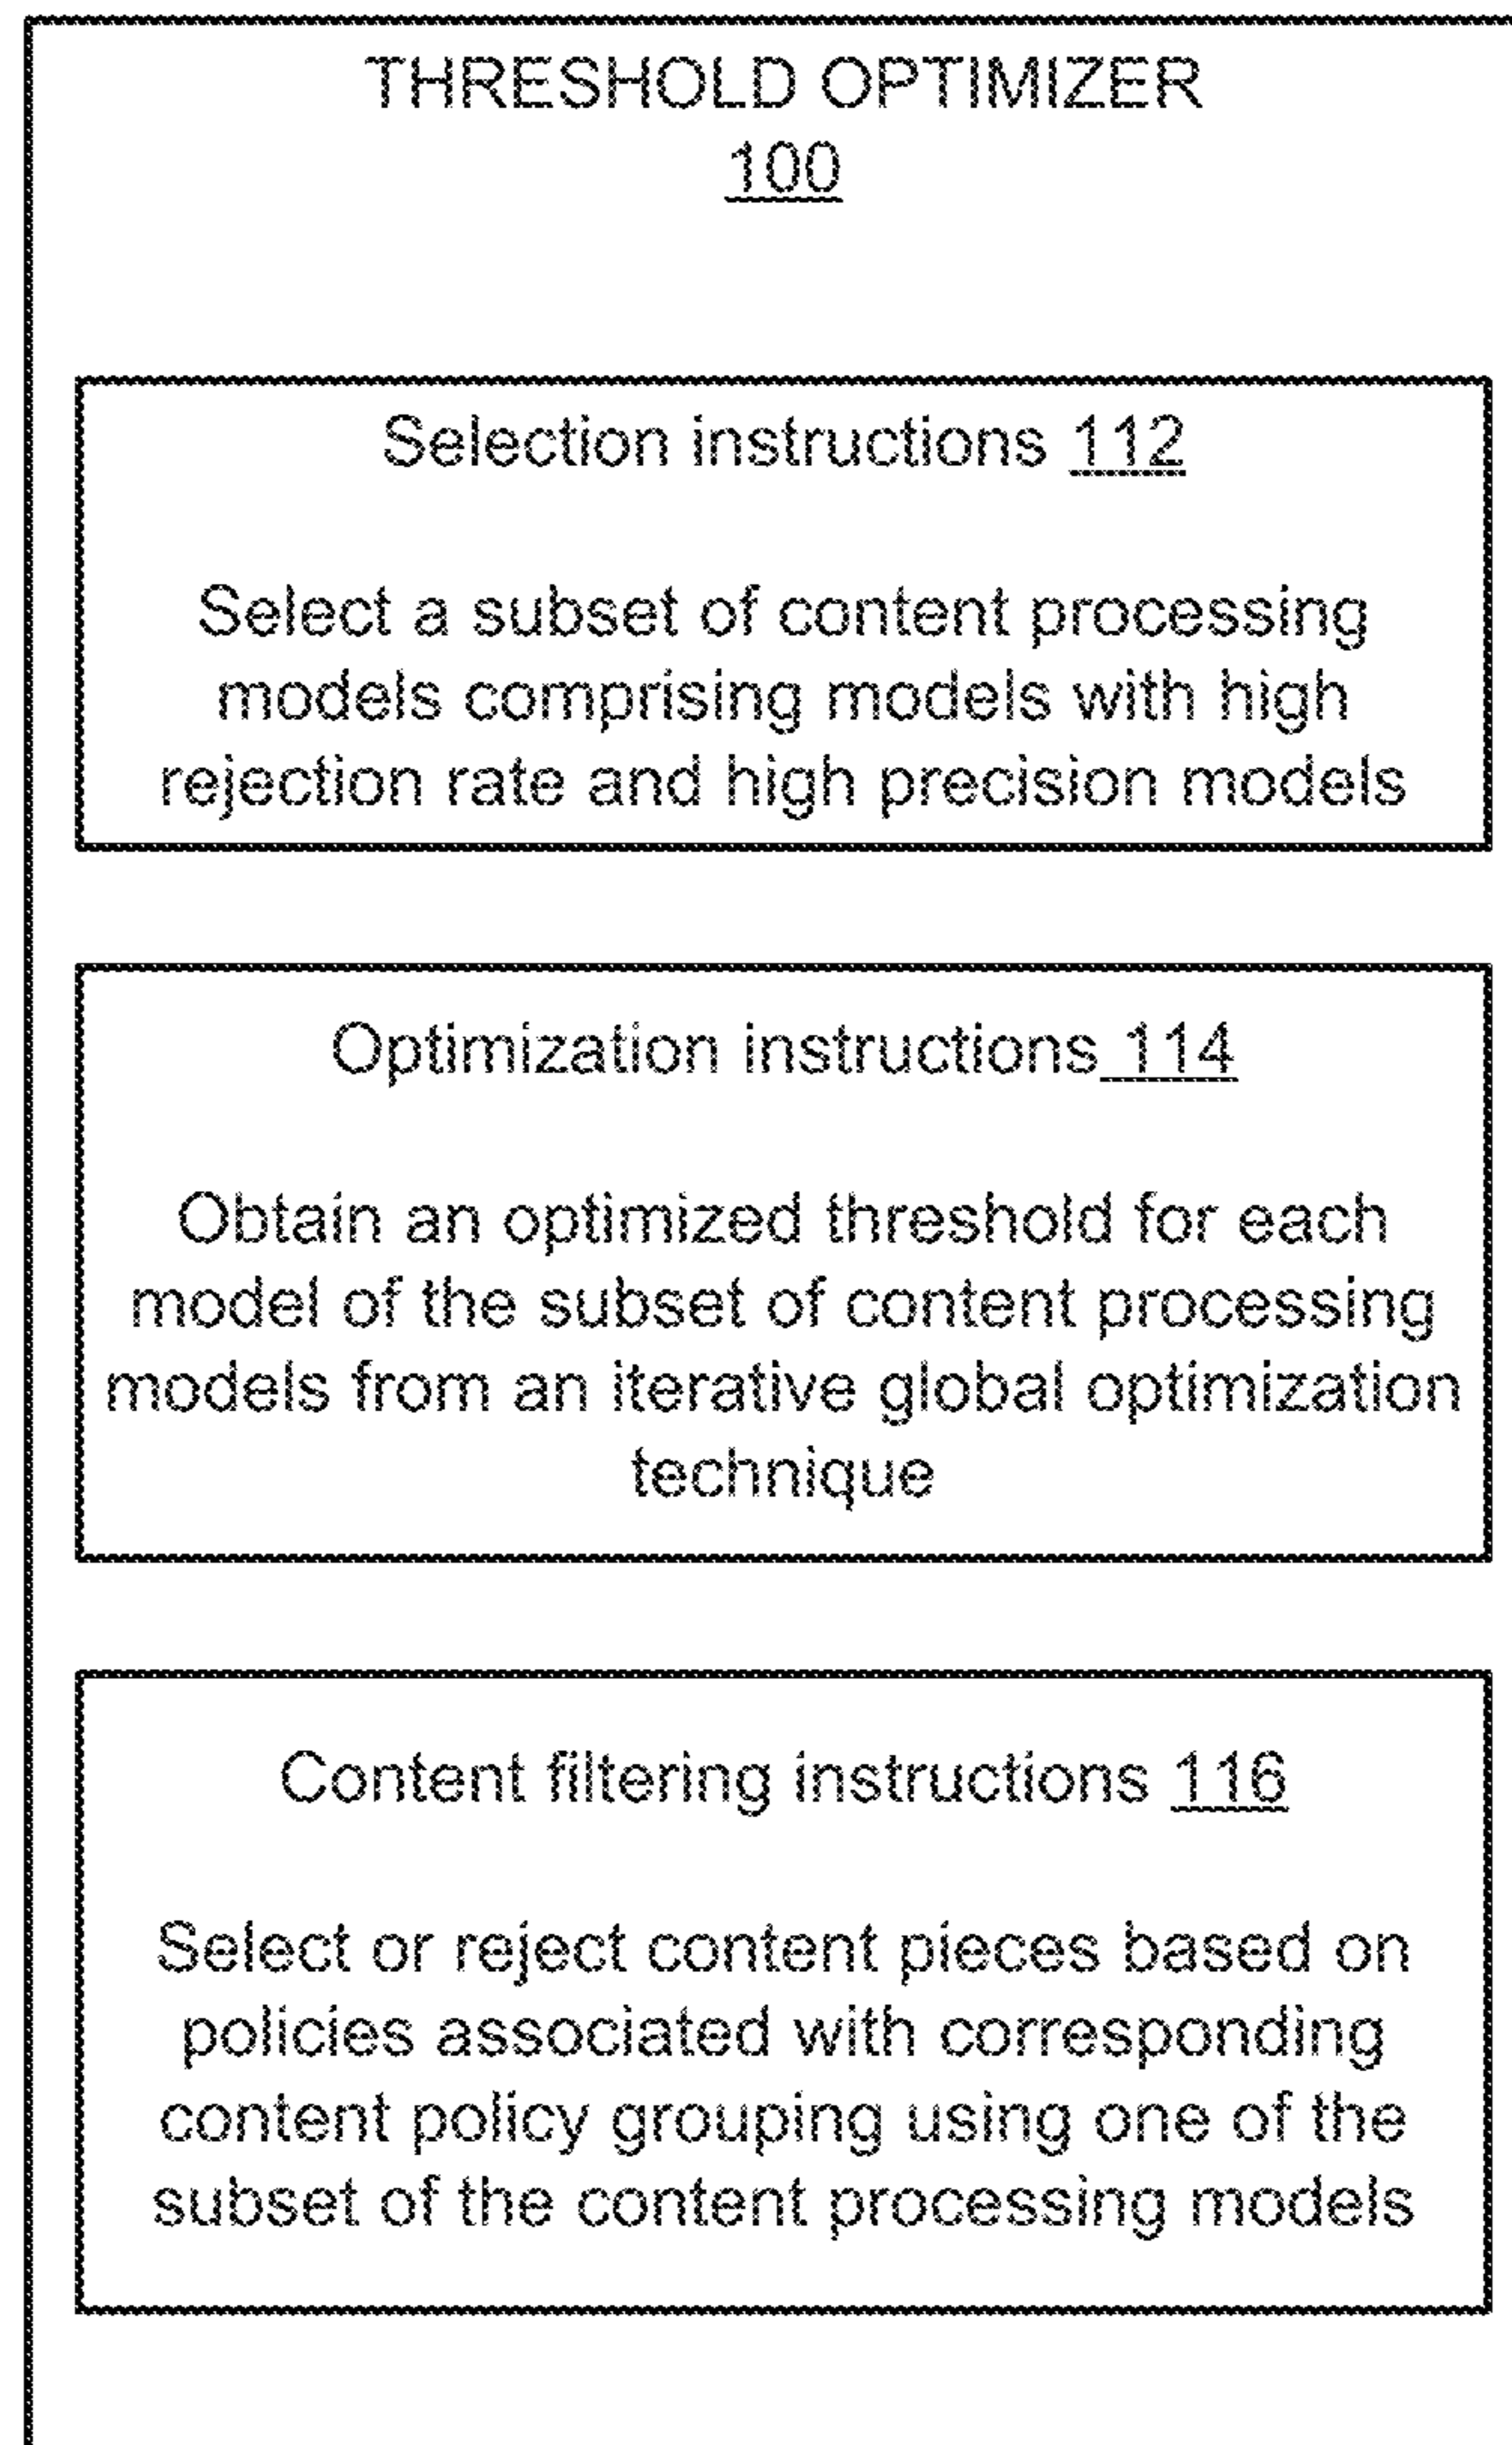 THRESHOLD OPTIMIZER
100
Selection instructions 112
Select a subset of content processing
models comprising models with high
rejection rate and high precision models
Optimization instructions 114
Obtain an optimized threshold for each
model of the subset of content processing
models from an iterative global optimization
technique
Content filtering instructions 116
Select or reject content pieces based on
policies associated with corresponding
content policy grouping using one of the
subset of the content processing models